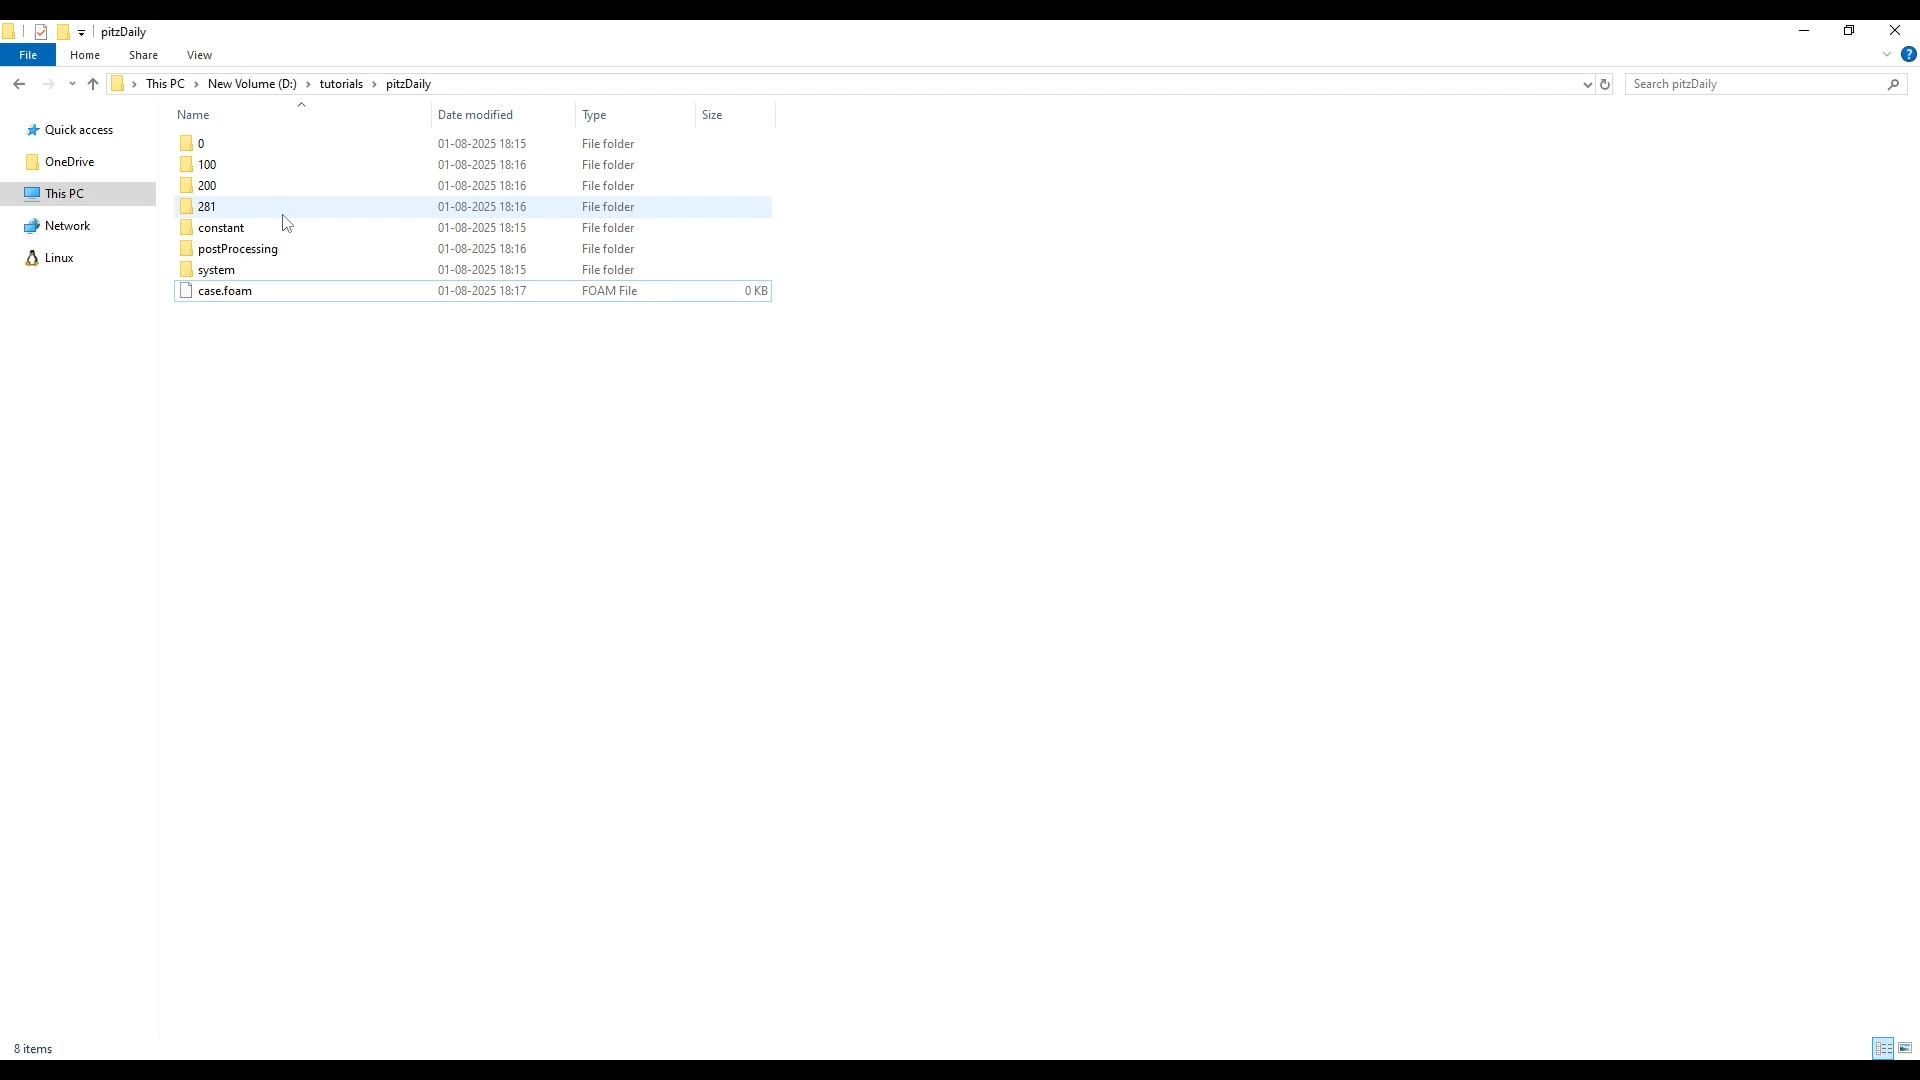 pitzDaily
File Home Share View
This PC › New Volume (D:) › tutorials › pitzDaily
Search pitzDaily
Name Date modified Type Size
Quick access
OneDrive
This PC
Network
Linux
0 01-08-2025 18:15 File folder
100 01-08-2025 18:16 File folder
200 01-08-2025 18:16 File folder
281 01-08-2025 18:16 File folder
constant 01-08-2025 18:15 File folder
postProcessing 01-08-2025 18:16 File folder
system 01-08-2025 18:15 File folder
case.foam 01-08-2025 18:17 FOAM File 0 KB
8 items